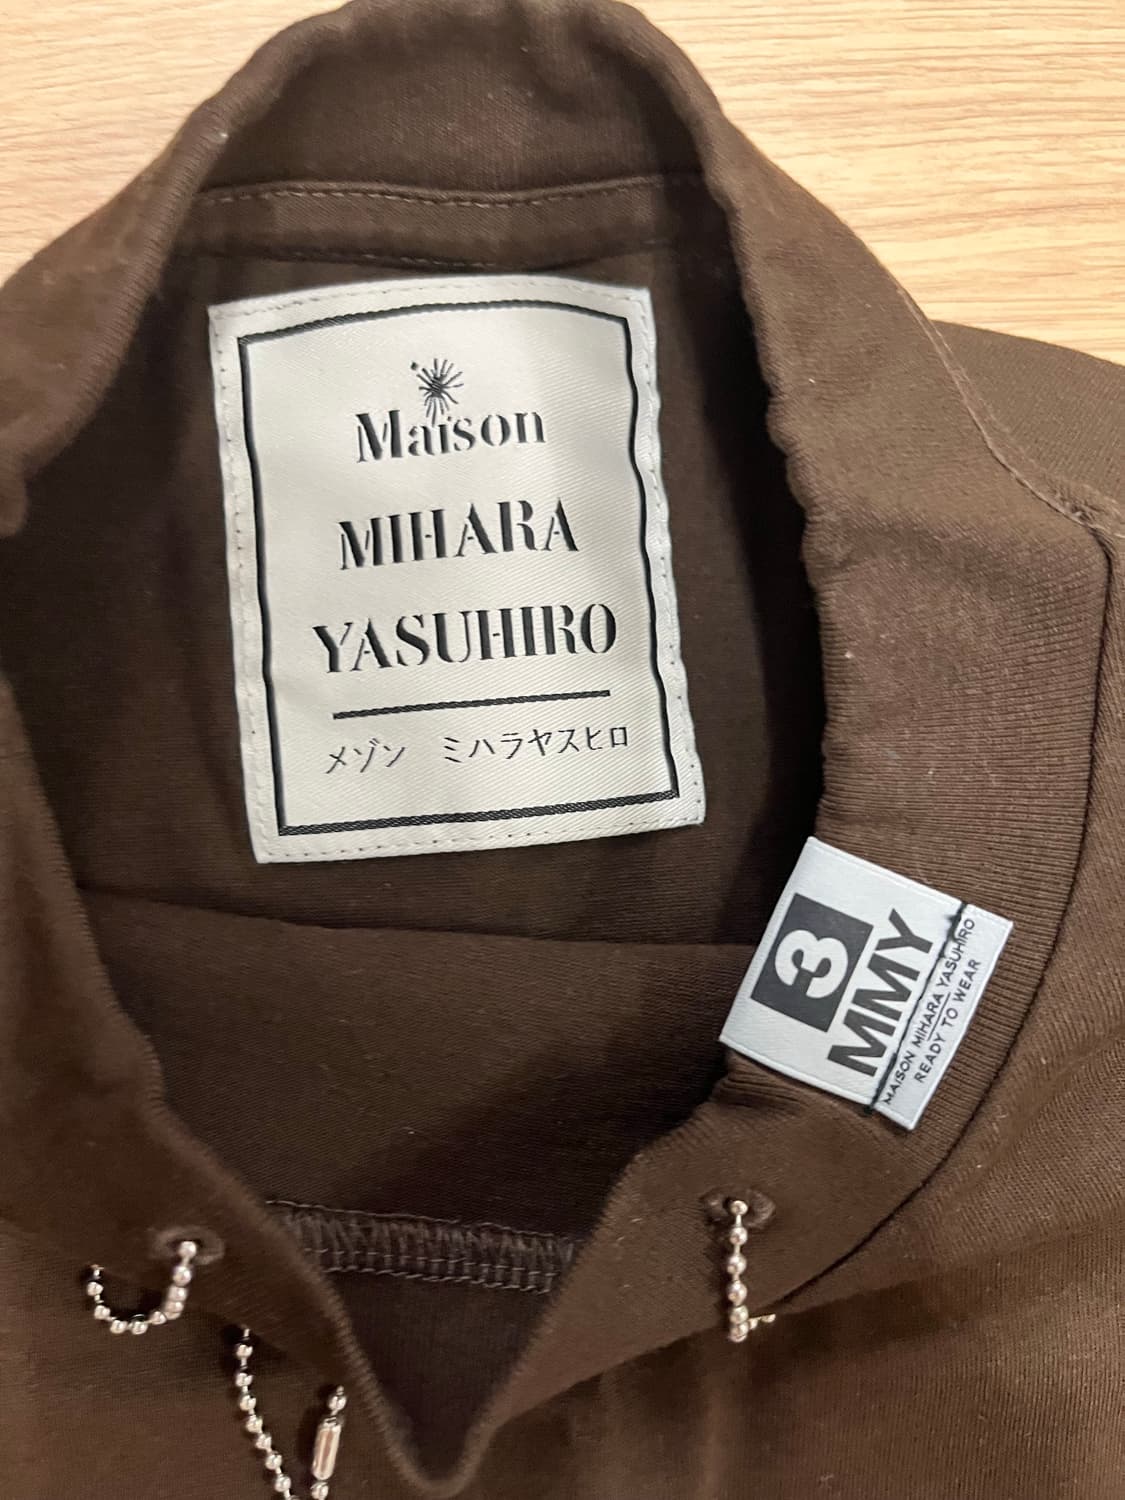 Maison
MIHARA
YASUHIRO
メゾン ミハラヤスヒロ
3
MMY
MAISON MIHARA YASUHIRO
READY TO WEAR